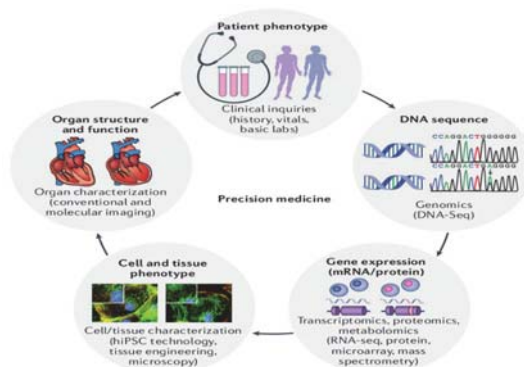 Patient phenotype
Clinical inquiries
(history, vitals,
basic labs)
DNA sequence
CCAGGACTGGGGGG
CCAGGACTGAGGGG
Genomics
(DNA-Seq)
Gene expression
(mRNA/protein)
Transcriptomics, proteomics,
metabolomics
(RNA-seq, protein,
microarray, mass
spectrometry)
Cell and tissue
phenotype
Cell/tissue characterization
(hiPSC technology,
tissue engineering,
microscopy)
Organ structure
and function
Organ characterization
(conventional and
molecular imaging)
Precision medicine